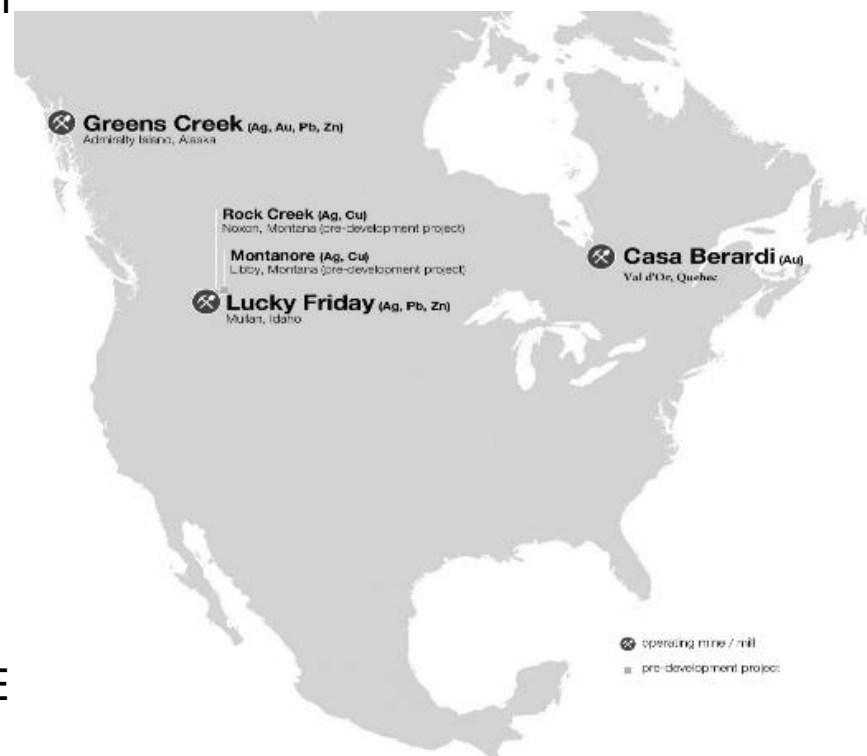 Greens Creek (Ag, Au, Pb, Zn)
Admiralty Island, Alaska
Rock Creek (Ag, Cu)
Noxon, Montana (pre-development project)
Montanore (Ag, Cu)
Libby, Montana (pre-development project)
Casa Berardi (Au)
Val d'Or, Quebec
Lucky Friday (Ag, Pb, Zn)
Mullan, Idaho
operating mine / mill
pre-development project
E